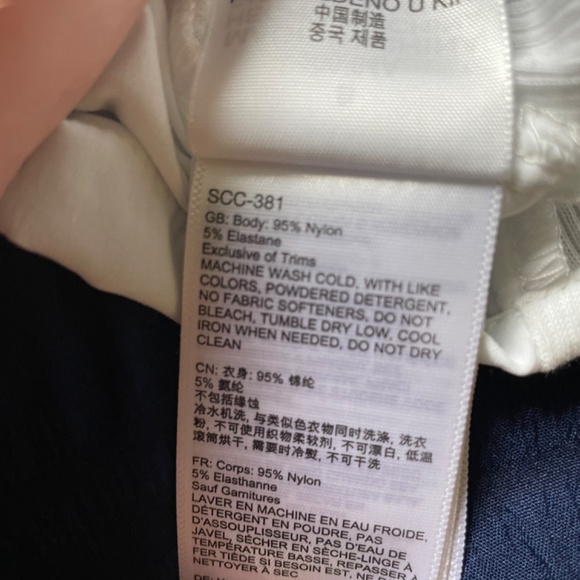 DENO U KI
中国制造
중국 제품
SCC-381
GB: Body: 95% Nylon
5% Elastane
Exclusive of Trims
MACHINE WASH COLD, WITH LIKE
COLORS, POWDERED DETERGENT,
NO FABRIC SOFTENERS, DO NOT
BLEACH, TUMBLE DRY LOW, COOL
IRON WHEN NEEDED, DO NOT DRY
CLEAN
CN: 衣身: 95% 锦纶
5% 氨纶
不包括缘蚀
冷水机洗, 与类似色衣物同时洗涤, 洗衣
粉, 不可使用织物柔软剂, 不可漂白, 低温
滚筒烘干, 需要时冷熨, 不可干洗
FR: Corps: 95% Nylon
5% Elasthanne
Sauf Garnitures
LAVER EN MACHINE EN EAU FROIDE,
DÉTERGENT EN POUDRE, PAS
D'ASSOUPLISSEUR, PAS D'EAU DE
JAVEL, SÉCHER EN SÈCHE-LINGE À
TEMPÉRATURE BASSE, REPASSER À
FER TIÈDE SI BESOIN EST, NE PAS
NETTOYER À SEC